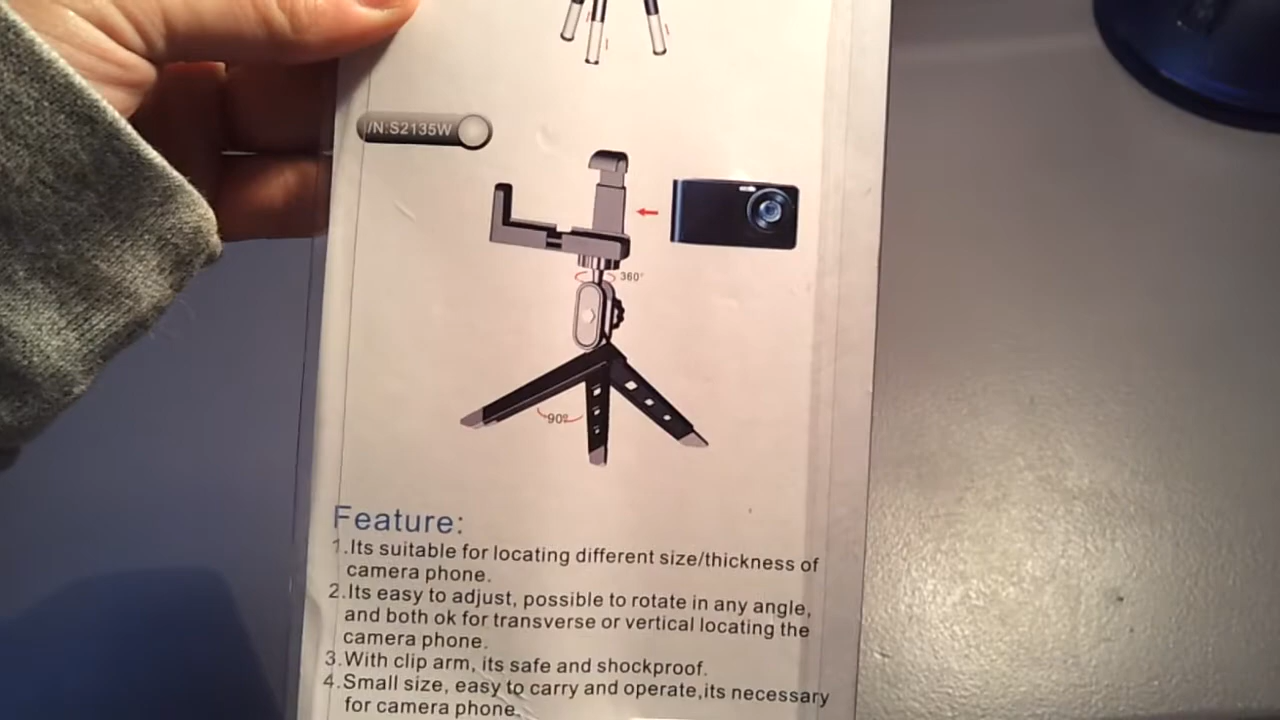 /N:S2135W
360°
90°
Feature:
1.Its suitable for locating different size/thickness of
camera phone.
2.Its easy to adjust, possible to rotate in any angle,
and both ok for transverse or vertical locating the
camera phone.
3.With clip arm, its safe and shockproof.
4.Small size, easy to carry and operate,its necessary
for camera phone.